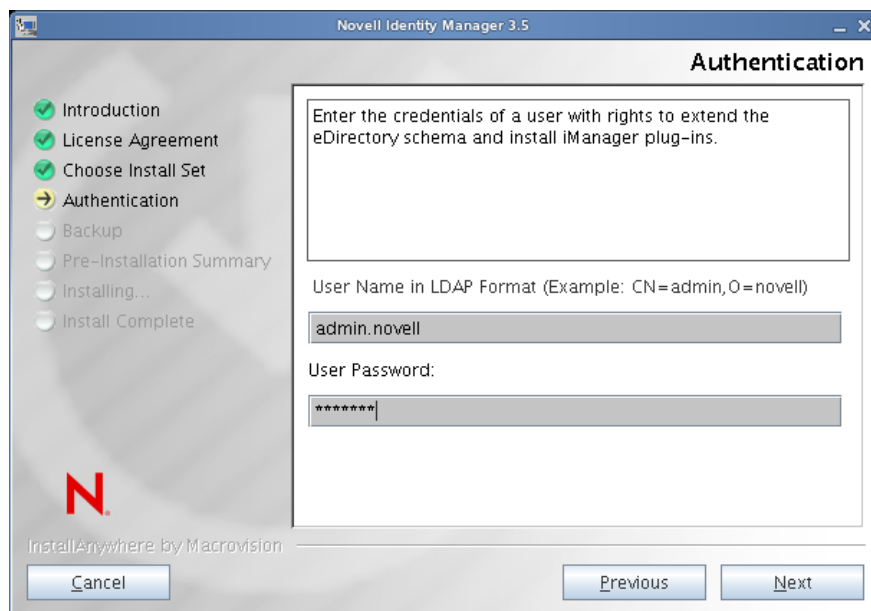 Novell Identity Manager 3.5
Authentication
Introduction
License Agreement
Choose Install Set
Authentication
Backup
Pre-Installation Summary
Installing...
Install Complete
Enter the credentials of a user with rights to extend the
eDirectory schema and install iManager plug-ins.
User Name in LDAP Format (Example: CN=admin,O=novell)
admin.novell
User Password:
*******
N.
InstallAnywhere by Macrovision
Cancel
Previous
Next